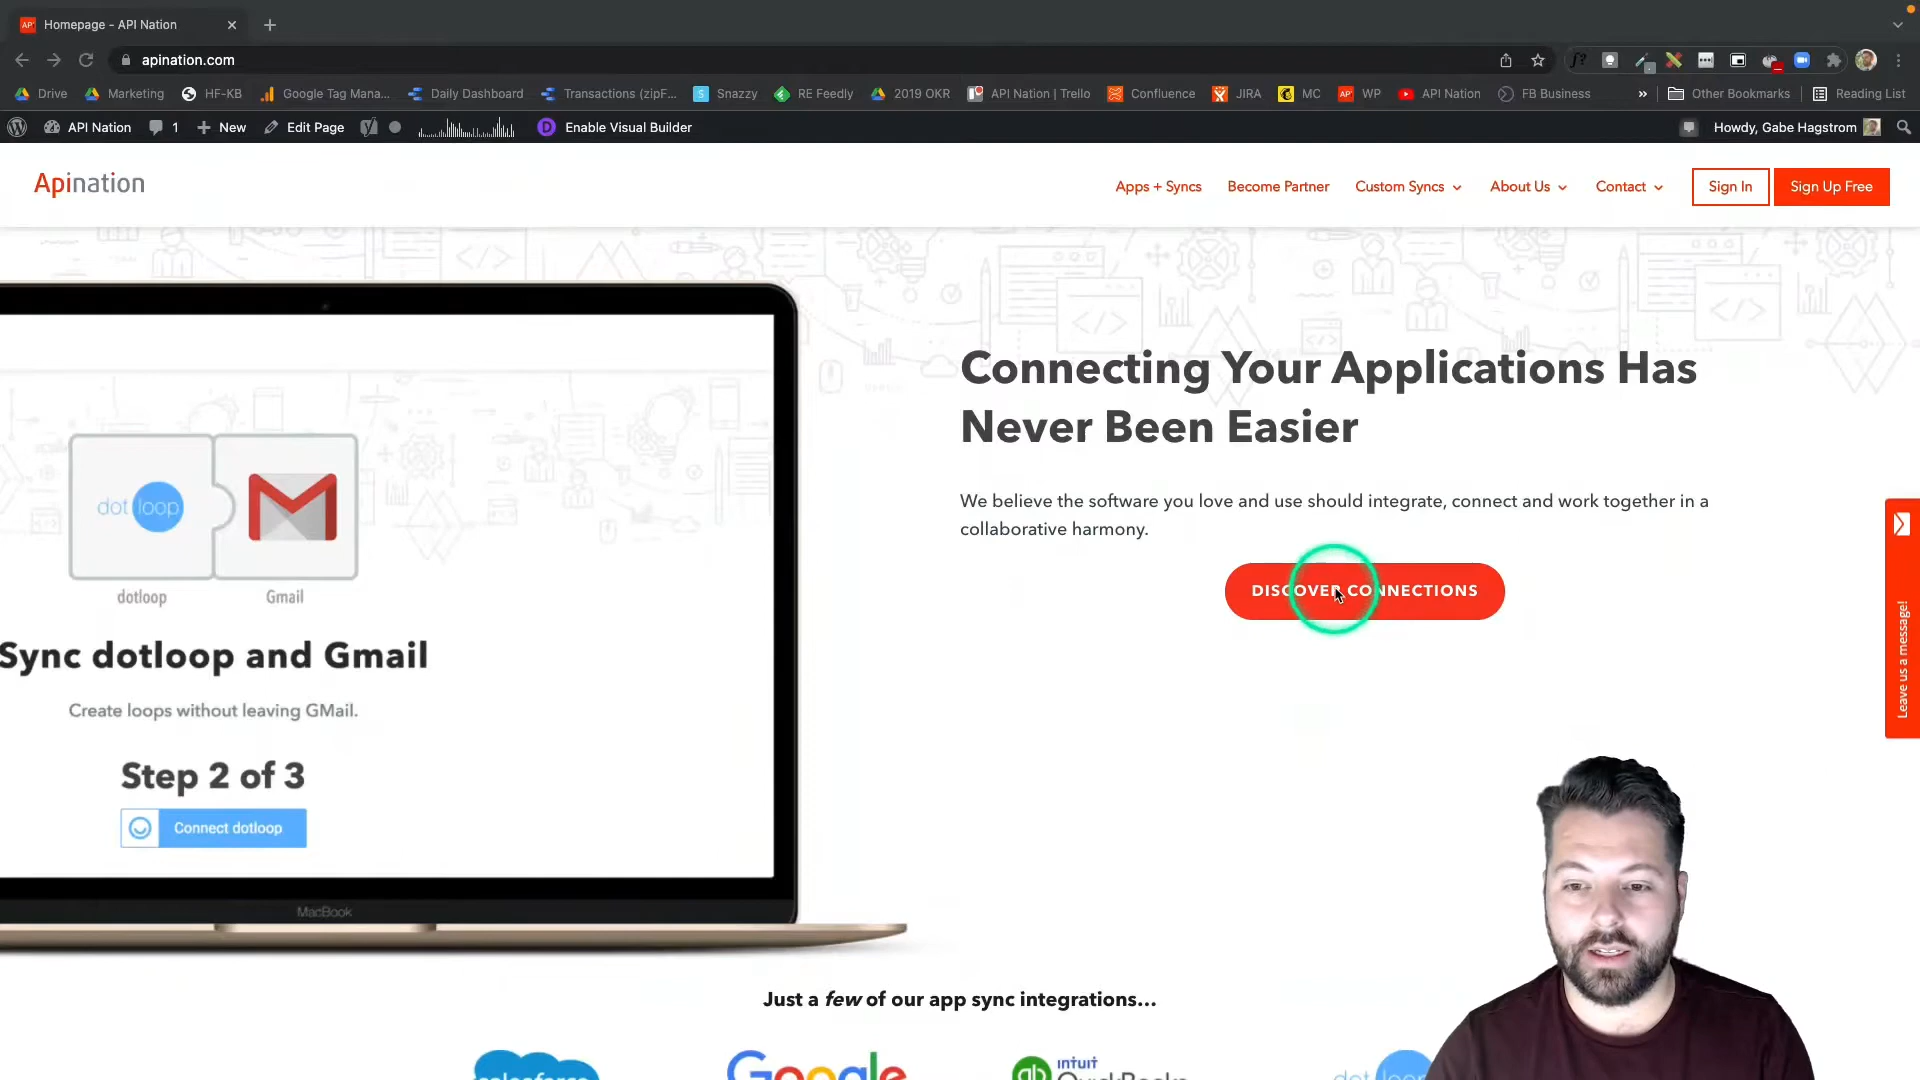 Homepage - API Nation
apination.com
Drive
Marketing
HF-KB
Google Tag Mana...
Daily Dashboard
Transactions (zipF...
Snazzy
RE Feedly
2019 OKR
API Nation | Trello
Confluence
JIRA
MC
WP
API Nation
FB Business
»
Other Bookmarks
Reading List
API Nation
1
New
Edit Page
Enable Visual Builder
Howdy, Gabe Hagstrom
Apination
Apps + Syncs
Become Partner
Custom Syncs
About Us
Contact
Sign In
Sign Up Free
Connecting Your Applications Has
Never Been Easier
We believe the software you love and use should integrate, connect and work together in a
collaborative harmony.
DISCOVER CONNECTIONS
Leave us a message!
dotloop
dotloop
Gmail
Sync dotloop and Gmail
Create loops without leaving GMail.
Step 2 of 3
Connect dotloop
MacBook
Just a few of our app sync integrations...
salesforce
Google
intuit
QuickBooks
dotloop